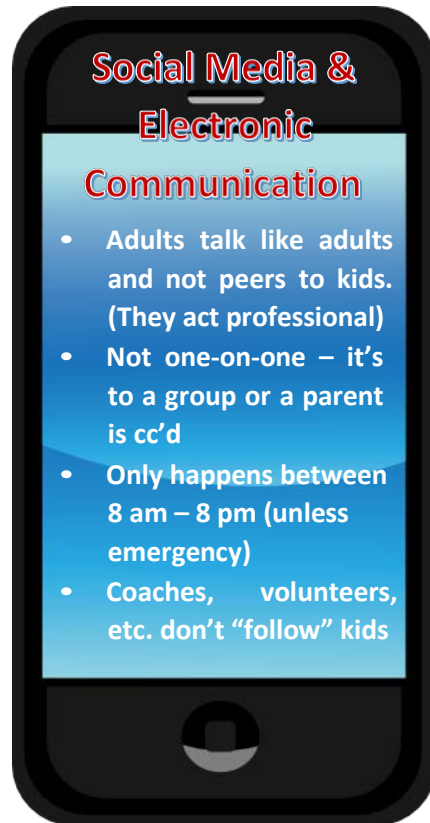 Social Media &
Electronic
Communication
• Adults talk like adults
and not peers to kids.
(They act professional)
• Not one-on-one – it’s
to a group or a parent
is cc’d
• Only happens between
8 am – 8 pm (unless
emergency)
• Coaches, volunteers,
etc. don’t “follow” kids